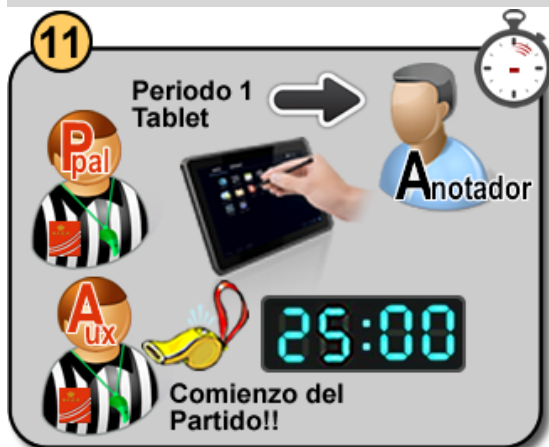 11
Periodo 1
Tablet
Ppal
Anotador
Aux
25:00
Comienzo del
Partido!!